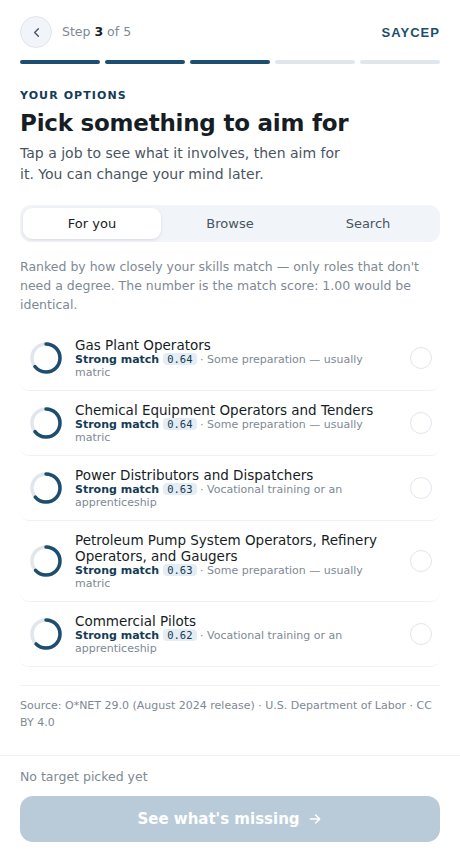 Step 3 of 5
SAYCEP
YOUR OPTIONS
Pick something to aim for
Tap a job to see what it involves, then aim for
it. You can change your mind later.
For you
Browse
Search
Ranked by how closely your skills match — only roles that don't
need a degree. The number is the match score: 1.00 would be
identical.
Gas Plant Operators
Strong match 0.64 · Some preparation — usually
matric
Chemical Equipment Operators and Tenders
Strong match 0.64 · Some preparation — usually
matric
Power Distributors and Dispatchers
Strong match 0.63 · Vocational training or an
apprenticeship
Petroleum Pump System Operators, Refinery
Operators, and Gaugers
Strong match 0.63 · Some preparation — usually
matric
Commercial Pilots
Strong match 0.62 · Vocational training or an
apprenticeship
Source: O*NET 29.0 (August 2024 release) · U.S. Department of Labor · CC
BY 4.0
No target picked yet
See what's missing →